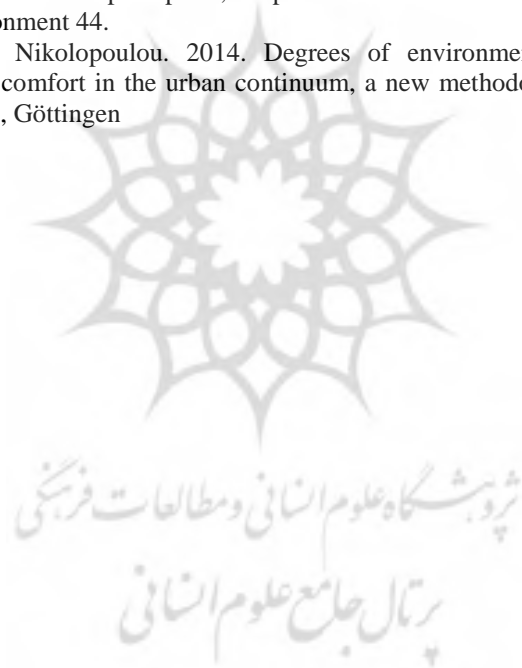 onment 44.
Nikolopoulou. 2014. Degrees of environme
comfort in the urban continuum, a new methodo
, Göttingen
پژوهشگاه علوم انسانی و مطالعات فرهنگی
پرتال جامع علوم انسانی